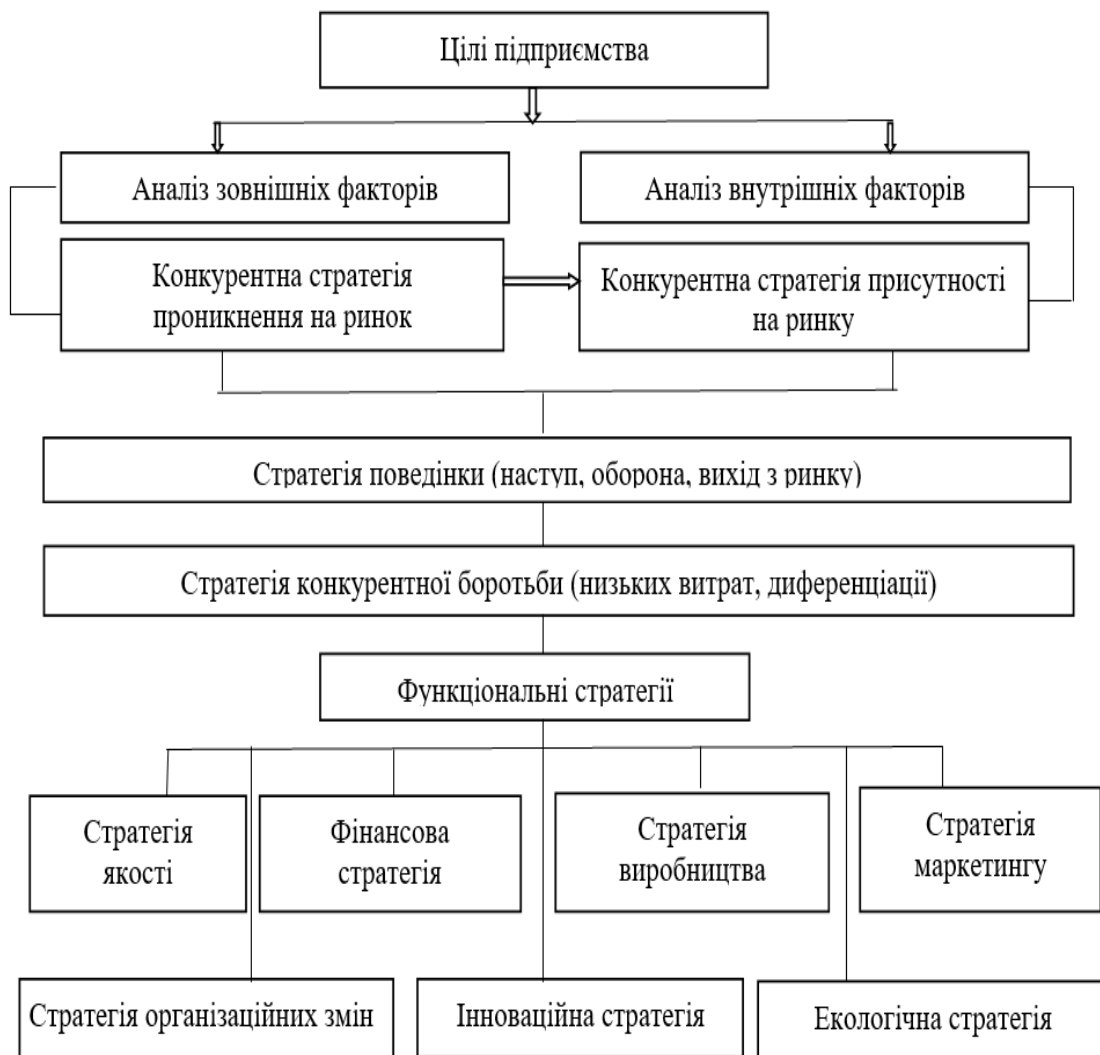 Цілі підприємства
Аналіз зовнішніх факторів
Аналіз внутрішніх факторів
Конкурентна стратегія
проникнення на ринок
Конкурентна стратегія присутності
на ринку
Стратегія поведінки (наступ, оборона, вихід з ринку)
Стратегія конкурентної боротьби (низьких витрат, диференціації)
Функціональні стратегії
Стратегія
якості
Фінансова
стратегія
Стратегія
виробництва
Стратегія
маркетингу
Стратегія організаційних змін
Інноваційна стратегія
Екологічна стратегія